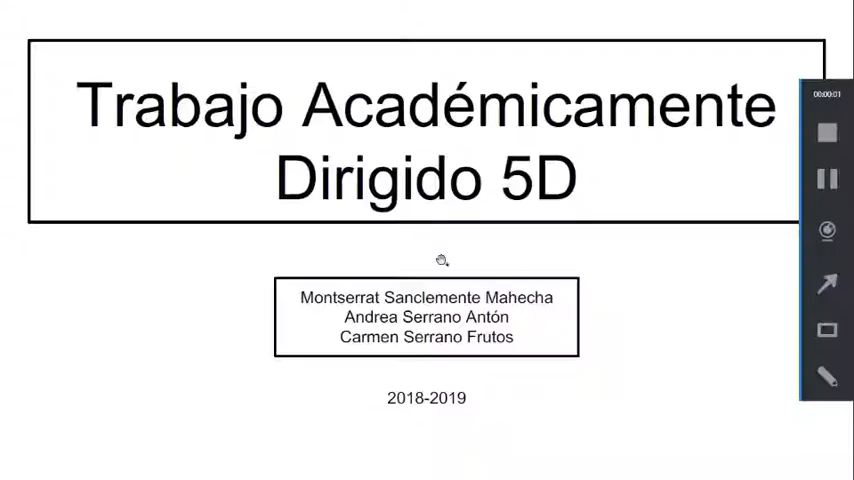 Trabajo Académicamente
Dirigido 5D
00:00:01
Montserrat Sanclemente Mahecha
Andrea Serrano Antón
Carmen Serrano Frutos
2018-2019